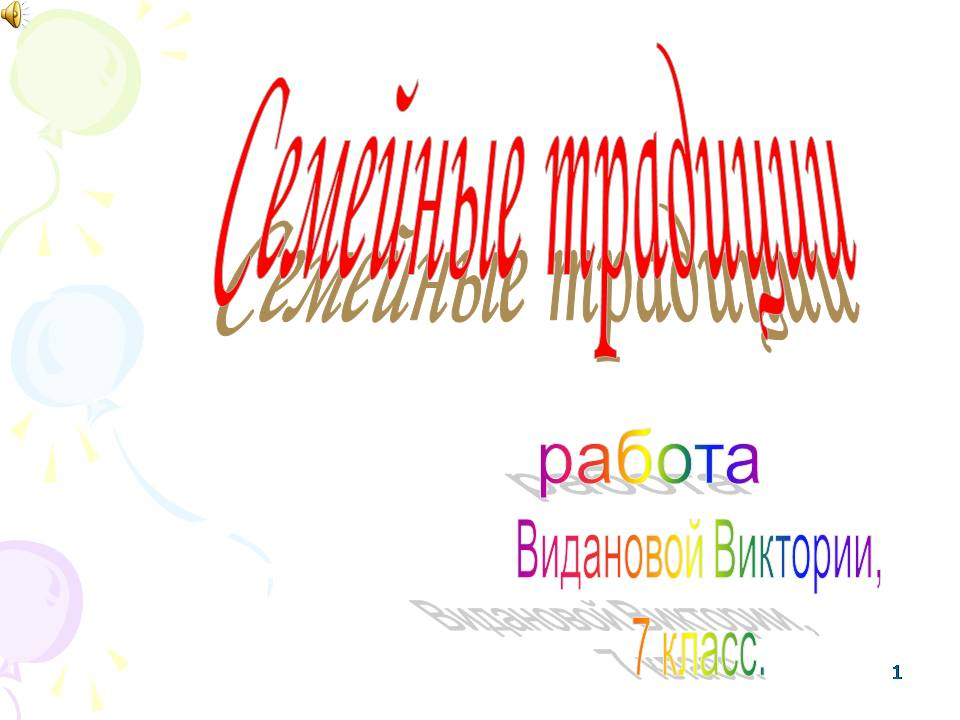 Семейные традиции
работа
Видановой Виктории,
7 класс.
1